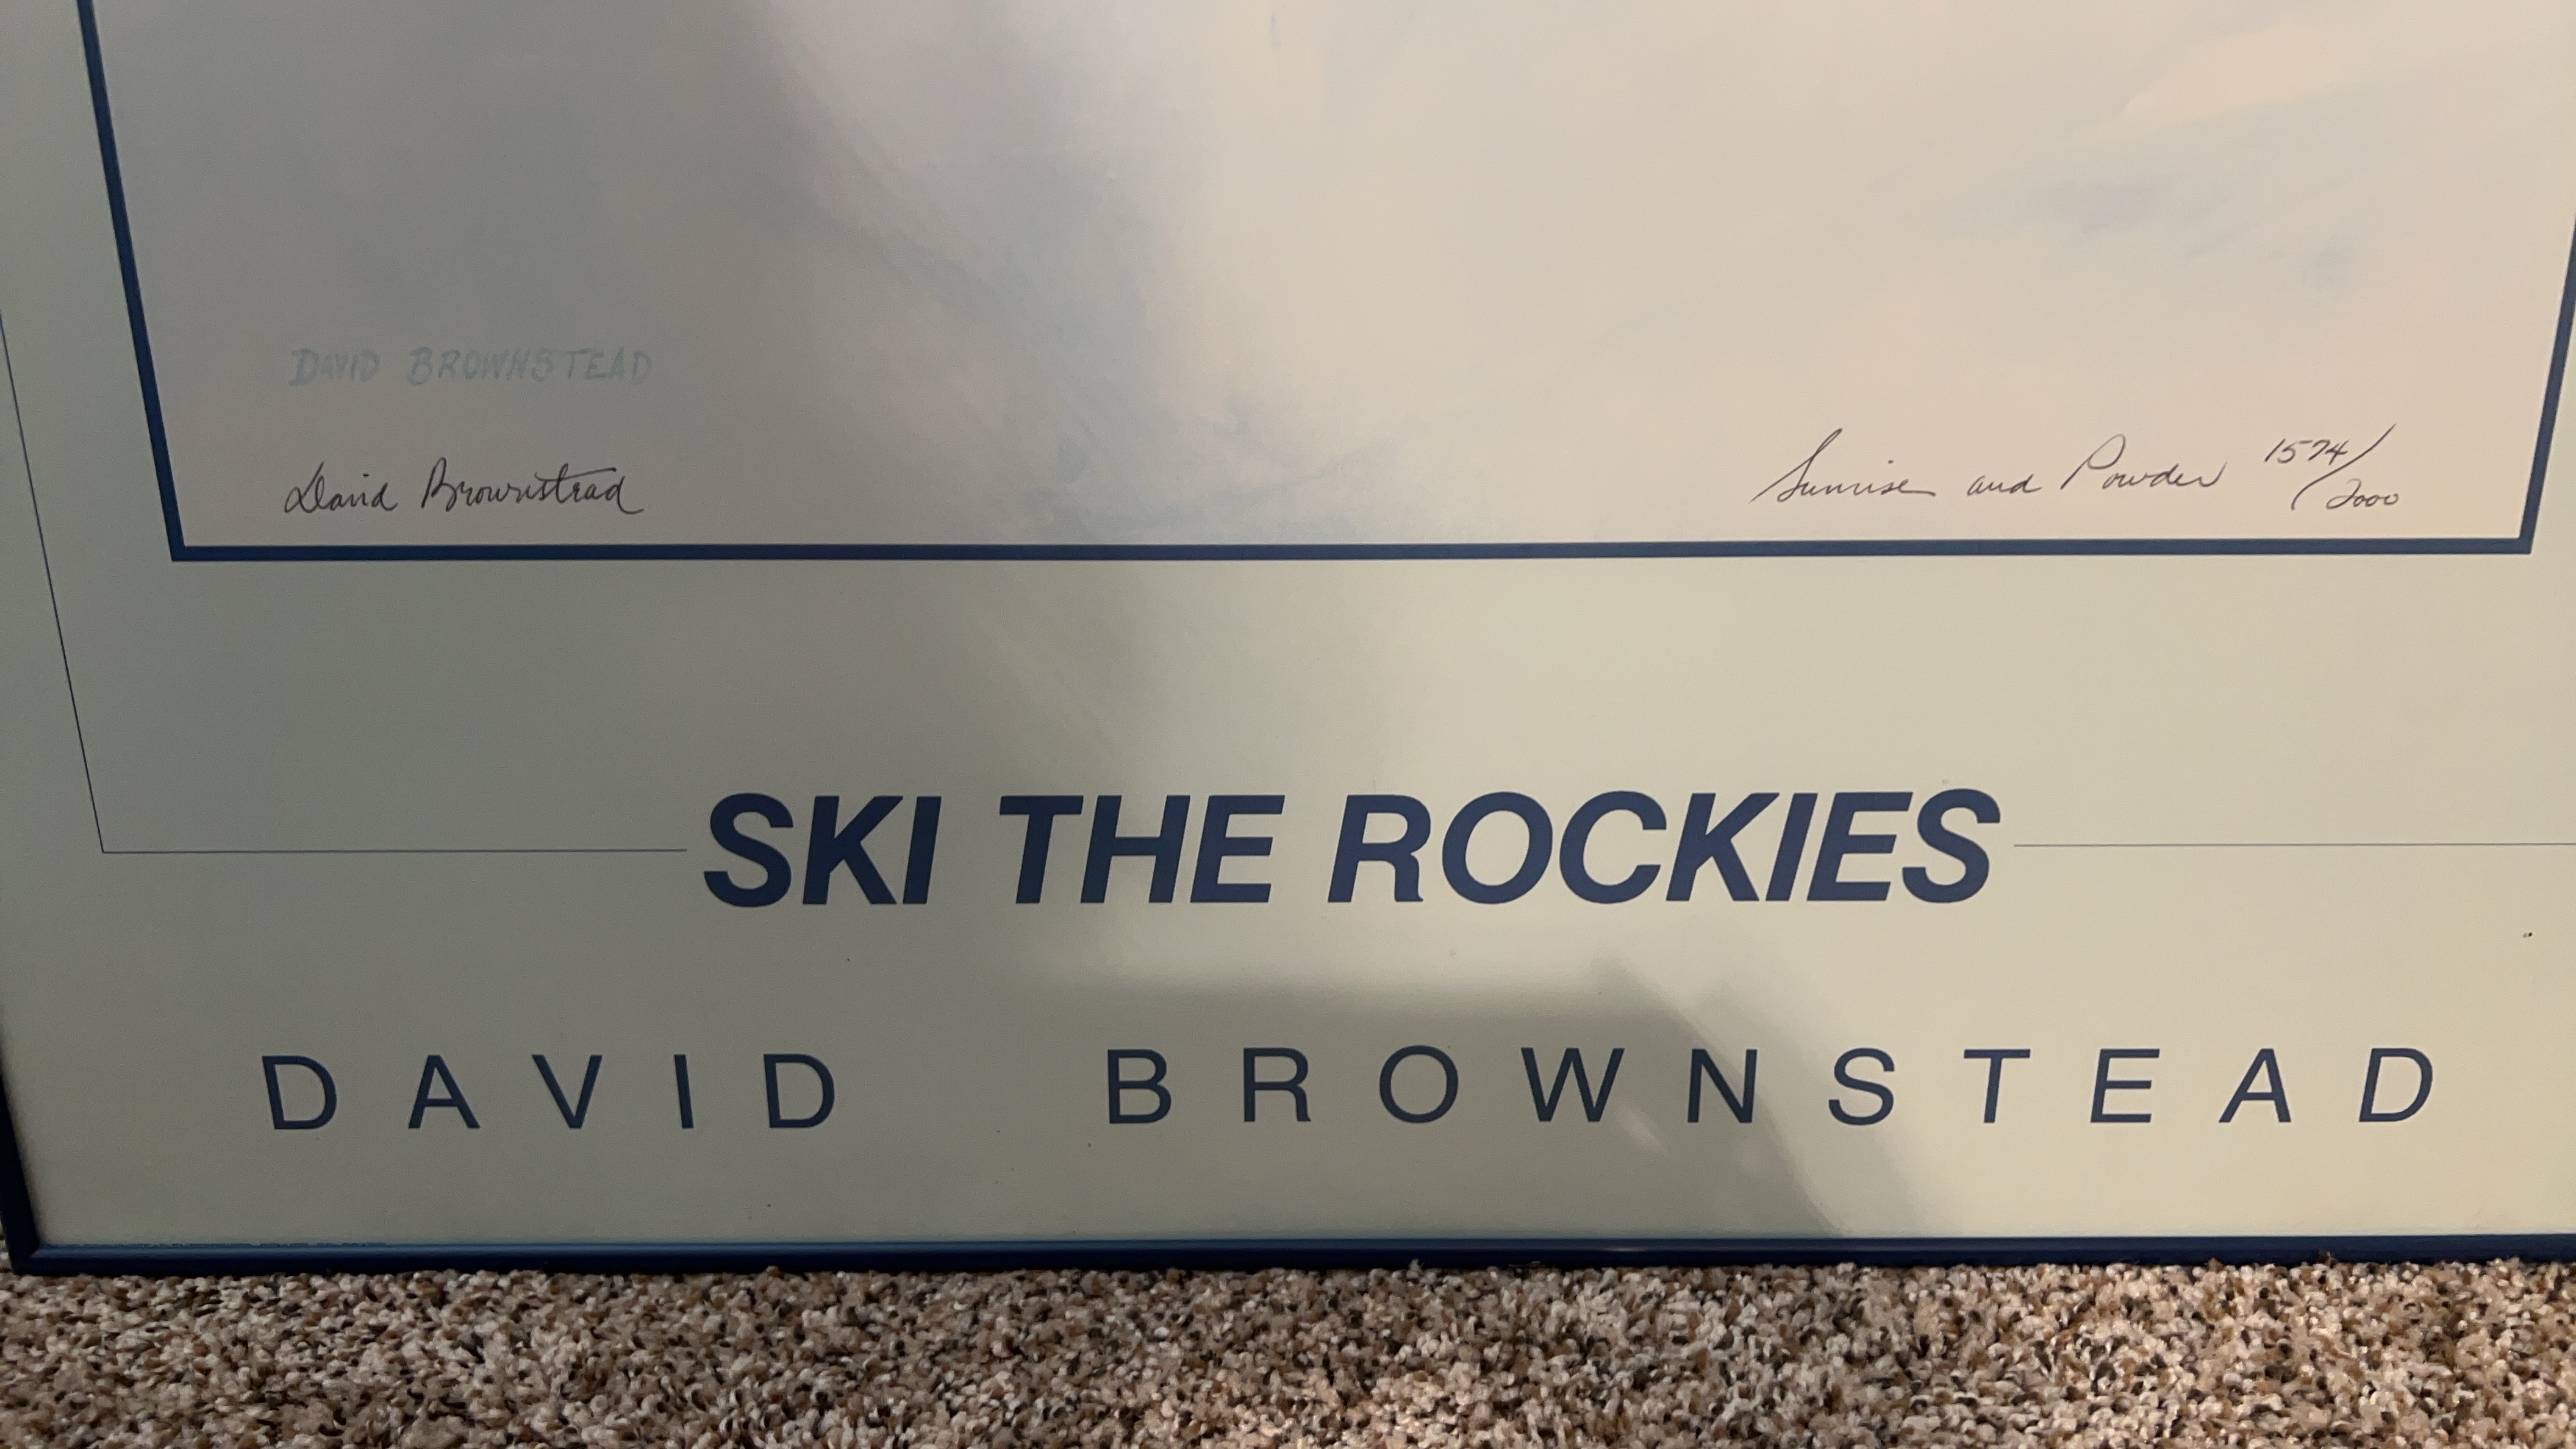 DAVID BROWNSTEAD
David Brownstead
Sunrise and Powder 1574/2000
SKI THE ROCKIES
DAVID BROWNSTEAD